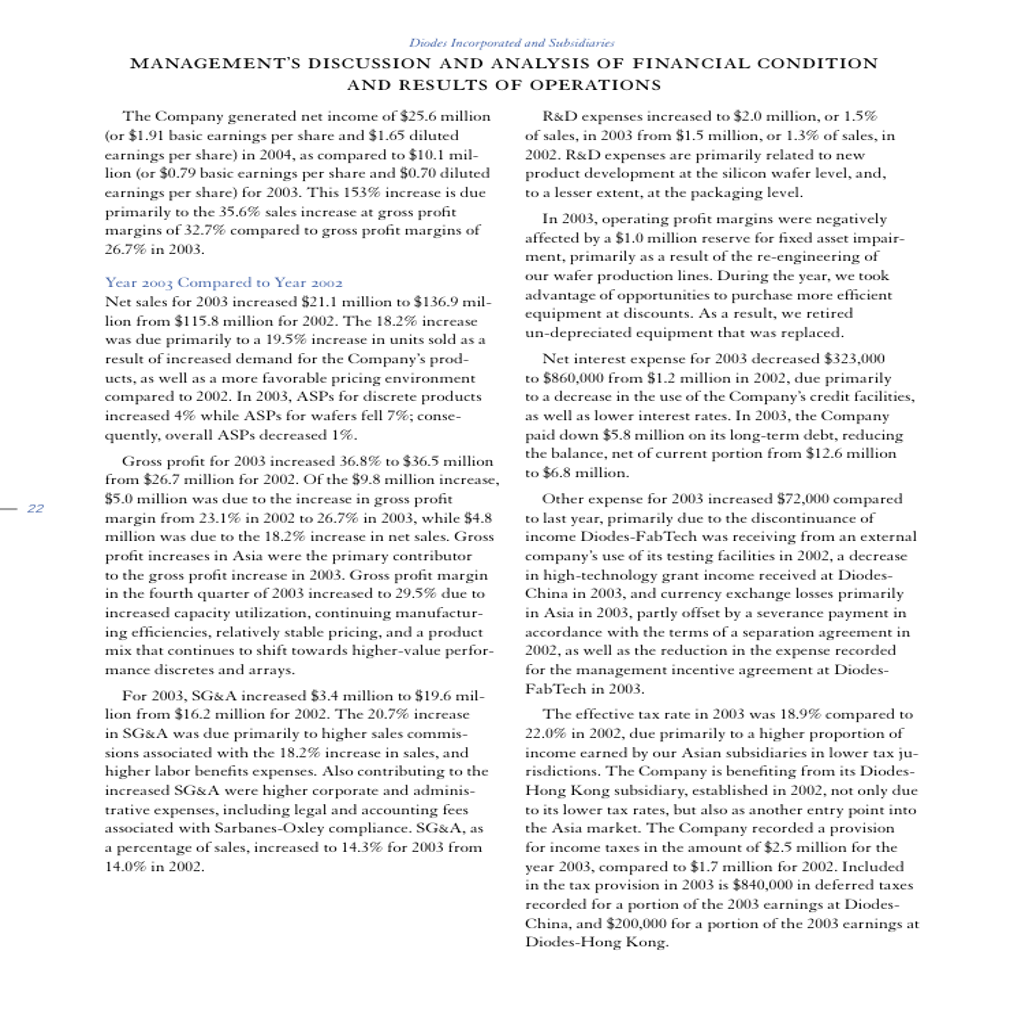 Diodes Incorporated and Subsidiaries
MANAGEMENT'S DISCUSSION AND ANALYSIS OF FINANCIAL CONDITION
AND RESULTS OF OPERATIONS
The Company generated net income of $25.6 million
(or $1.91 basic earnings per share and $1.65 diluted
earnings per share) in 2004, as compared to $10.1 mil-
lion (or $0.79 basic earnings per share and $0.70 diluted
earnings per share) for 2003. This 153% increase is due
primarily to the 35.6% sales increase at gross profit
margins of 32.7% compared to gross profit margins of
26.7% in 2003.
Year 2003 Compared to Year 2002
Net sales for 2003 increased $21.1 million to $136.9 mil-
lion from $115.8 million for 2002. The 18.2% increase
was due primarily to a 19.5% increase in units sold as a
result of increased demand for the Company's prod-
ucts, as well as a more favorable pricing environment
compared to 2002. In 2003, ASPs for discrete products
increased 4% while ASPs for wafers fell 7%; conse-
quently, overall ASPs decreased 1%.
Gross profit for 2003 increased 36.8% to $36.5 million
from $26.7 million for 2002. Of the $9.8 million increase,
$5.0 million was due to the increase in gross profit
margin from 23.1% in 2002 to 26.7% in 2003, while $4.8
million was due to the 18.2% increase in net sales. Gross
profit increases in Asia were the primary contributor
to the gross profit increase in 2003. Gross profit margin
in the fourth quarter of 2003 increased to 29.5% due to
increased capacity utilization, continuing manufactur-
ing efficiencies, relatively stable pricing, and a product
mix that continues to shift towards higher-value perfor-
mance discretes and arrays.
For 2003, SG&A increased $3.4 million to $19.6 mil-
lion from $16.2 million for 2002. The 20.7% increase
in SG&A was due primarily to higher sales commis-
sions associated with the 18.2% increase in sales, and
higher labor benefits expenses. Also contributing to the
increased SG&A were higher corporate and adminis-
trative expenses, including legal and accounting fees
associated with Sarbanes-Oxley compliance. SG&A, as
a percentage of sales, increased to 14.3% for 2003 from
14.0% in 2002.
R&D expenses increased to $2.0 million, or 1.5%
of sales, in 2003 from $1.5 million, or 1.3% of sales, in
2002. R&D expenses are primarily related to new
product development at the silicon wafer level, and,
to a lesser extent, at the packaging level.
In 2003, operating profit margins were negatively
affected by a $1.0 million reserve for fixed asset impair-
ment, primarily as a result of the re-engineering of
our wafer production lines. During the year, we took
advantage of opportunities to purchase more efficient
equipment at discounts. As a result, we retired
un-depreciated equipment that was replaced.
Net interest expense for 2003 decreased $323,000
to $860,000 from $1.2 million in 2002, due primarily
to a decrease in the use of the Company's credit facilities,
as well as lower interest rates. In 2003, the Company
paid down $5.8 million on its long-term debt, reducing
the balance, net of current portion from $12.6 million
to $6.8 million.
Other expense for 2003 increased $72,000 compared
to last year, primarily due to the discontinuance of
income Diodes-FabTech was receiving from an external
company's use of its testing facilities in 2002, a decrease
in high-technology grant income received at Diodes-
China in 2003, and currency exchange losses primarily
in Asia in 2003, partly offset by a severance payment in
accordance with the terms of a separation agreement in
2002, as well as the reduction in the expense recorded
for the management incentive agreement at Diodes-
FabTech in 2003.
The effective tax rate in 2003 was 18.9% compared to
22.0% in 2002, due primarily to a higher proportion of
income earned by our Asian subsidiaries in lower tax ju-
risdictions. The Company is benefiting from its Diodes-
Hong Kong subsidiary, established in 2002, not only due
to its lower tax rates, but also as another entry point into
the Asia market. The Company recorded a provision
for income taxes in the amount of $2.5 million for the
year 2003, compared to $1.7 million for 2002. Included
in the tax provision in 2003 is $840,000 in deferred taxes
recorded for a portion of the 2003 earnings at Diodes-
China, and $200,000 for a portion of the 2003 earnings at
Diodes-Hong Kong.
22